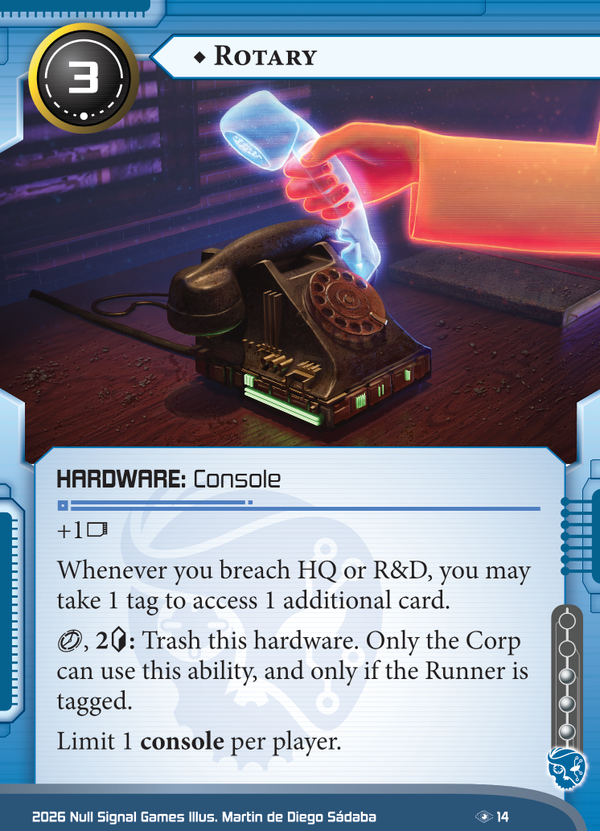 3
◆ Rotary
HARDWARE: Console
+1
Whenever you breach HQ or R&D, you may
take 1 tag to access 1 additional card.
, 2: Trash this hardware. Only the Corp
can use this ability, and only if the Runner is
tagged.
Limit 1 console per player.
2026 Null Signal Games Illus. Martin de Diego Sádaba
14